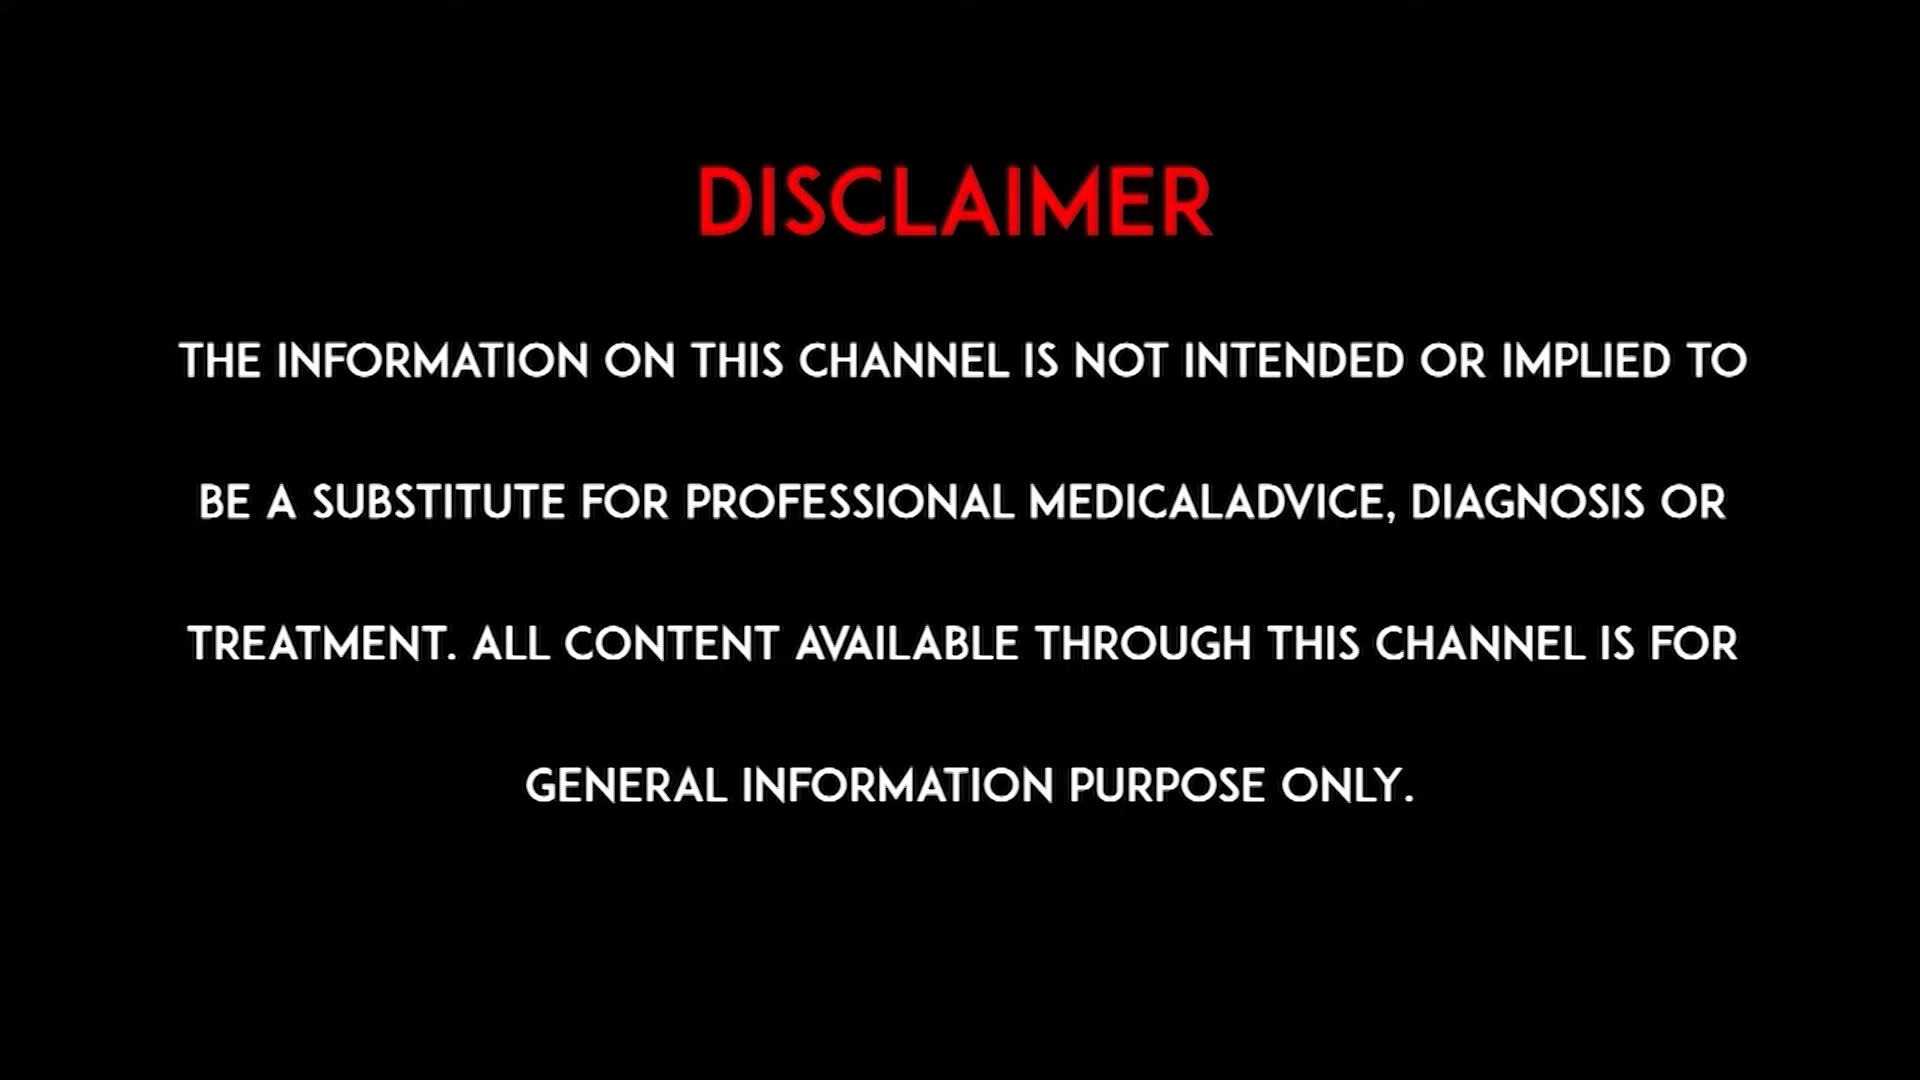 DISCLAIMER
THE INFORMATION ON THIS CHANNEL IS NOT INTENDED OR IMPLIED TO
BE A SUBSTITUTE FOR PROFESSIONAL MEDICALADVICE, DIAGNOSIS OR
TREATMENT. ALL CONTENT AVAILABLE THROUGH THIS CHANNEL IS FOR
GENERAL INFORMATION PURPOSE ONLY.